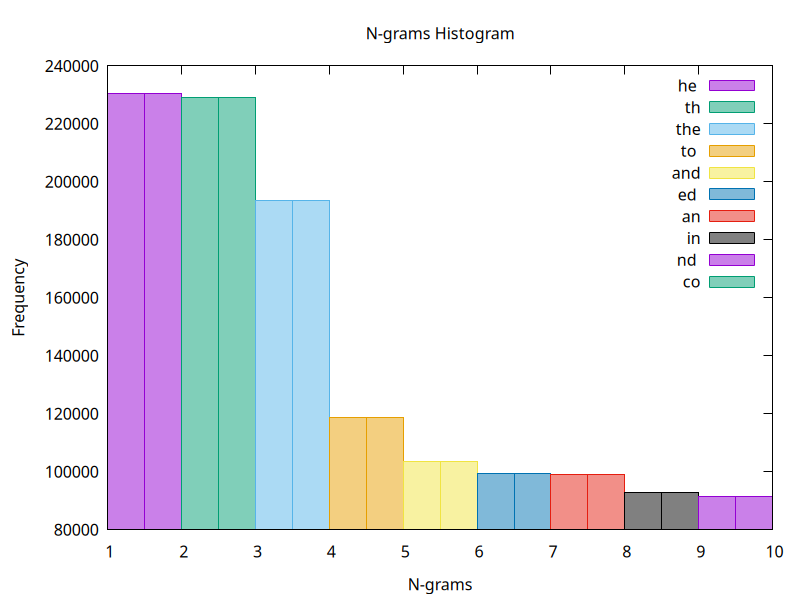 N-grams Histogram
240000
220000
200000
180000
160000
140000
120000
100000
80000
Frequency
he
th
the
to
and
ed
an
in
nd
co
1 2 3 4 5 6 7 8 9 10
N-grams